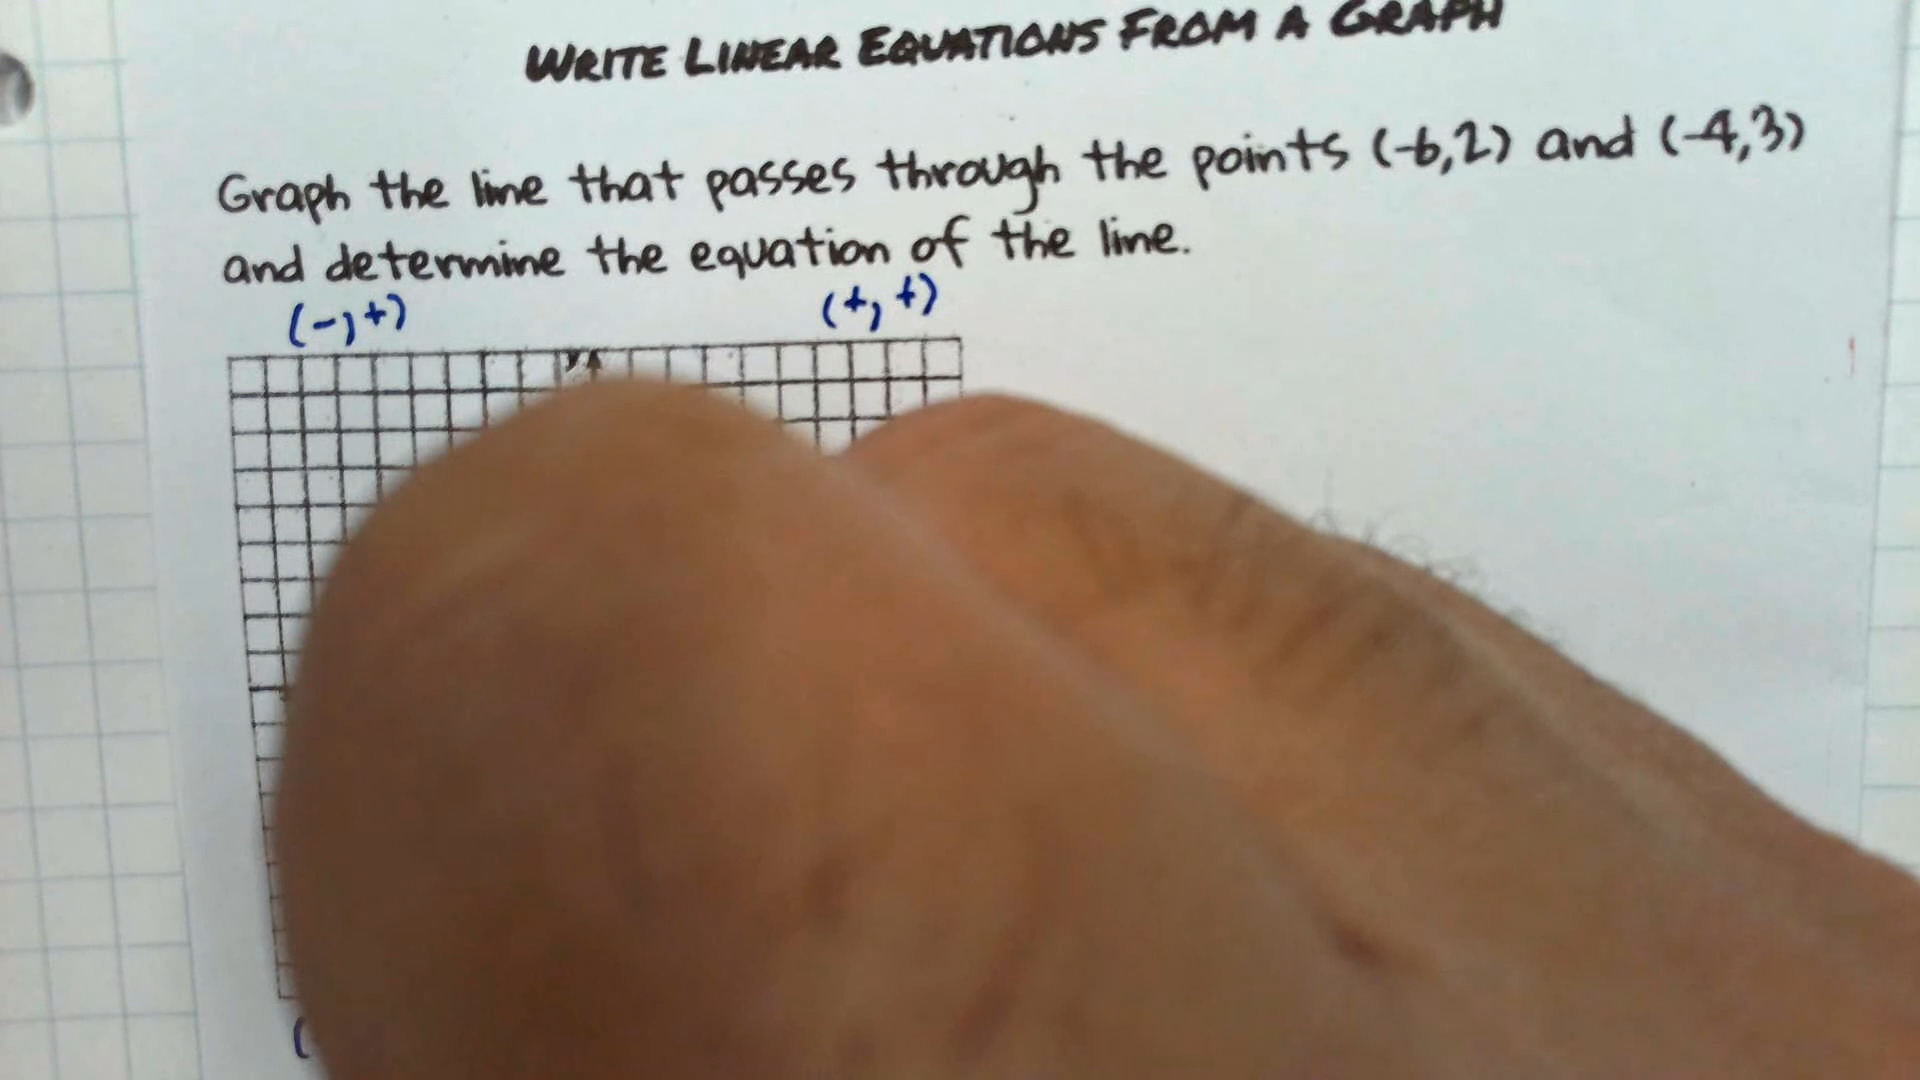 WRITE LINEAR EQUATIONS FROM A GRAPH
Graph the line that passes through the points (-6,2) and (-4,3)
and determine the equation of the line.
(-,+) (+,+)
y
(